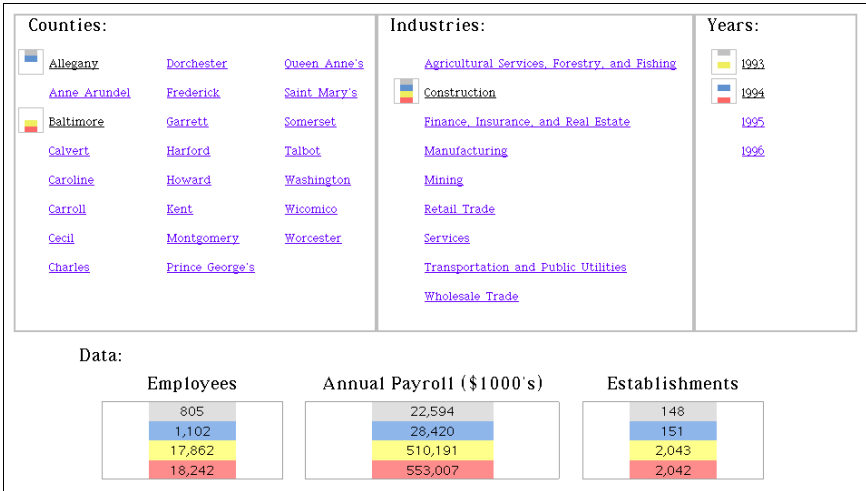 Counties:
Allegany Dorchester Queen Anne's
Anne Arundel Frederick Saint Mary's
Baltimore Garrett Somerset
Calvert Harford Talbot
Caroline Howard Washington
Carroll Kent Wicomico
Cecil Montgomery Worcester
Charles Prince George's
Industries:
Agricultural Services, Forestry, and Fishing
Construction
Finance, Insurance, and Real Estate
Manufacturing
Mining
Retail Trade
Services
Transportation and Public Utilities
Wholesale Trade
Years:
1993
1994
1995
1996
Data:
Employees Annual Payroll ($1000's) Establishments
805 22,594 148
1,102 28,420 151
17,862 510,191 2,043
18,242 553,007 2,042